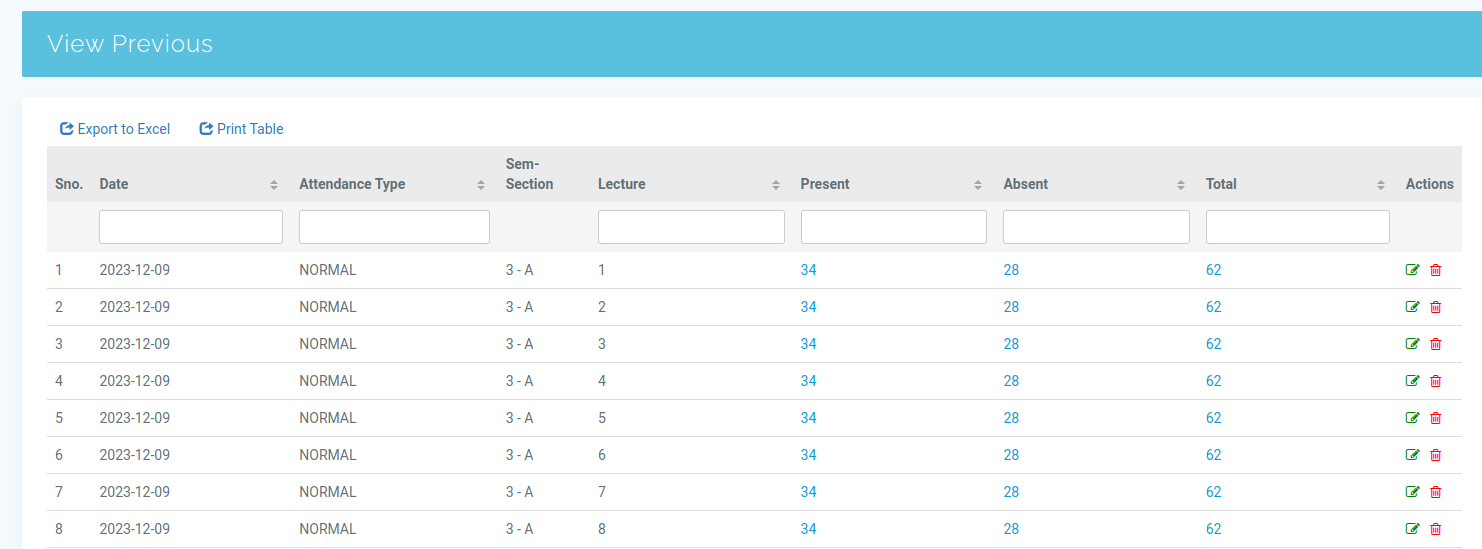 View Previous
Export to Excel Print Table
Sno. Date Attendance Type Sem-Section Lecture Present Absent Total Actions
1 2023-12-09 NORMAL 3 - A 1 34 28 62
2 2023-12-09 NORMAL 3 - A 2 34 28 62
3 2023-12-09 NORMAL 3 - A 3 34 28 62
4 2023-12-09 NORMAL 3 - A 4 34 28 62
5 2023-12-09 NORMAL 3 - A 5 34 28 62
6 2023-12-09 NORMAL 3 - A 6 34 28 62
7 2023-12-09 NORMAL 3 - A 7 34 28 62
8 2023-12-09 NORMAL 3 - A 8 34 28 62